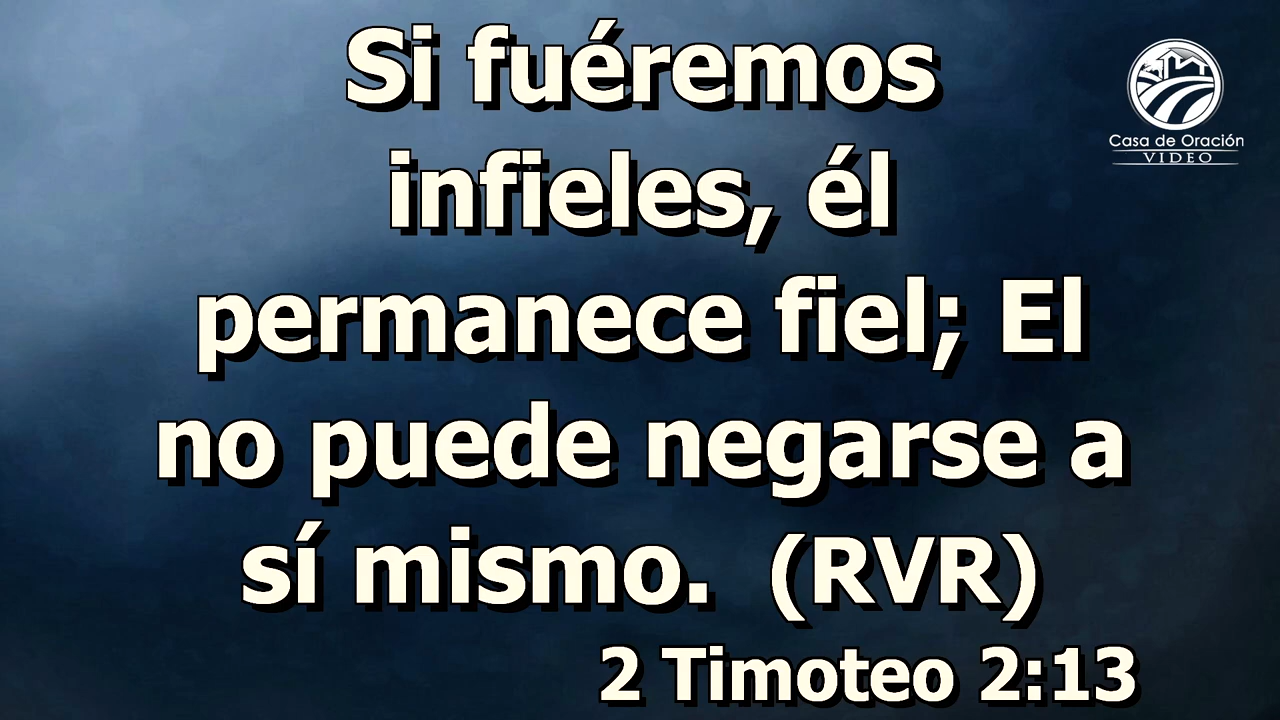 Si fuéremos
infieles, él
permanece fiel; El
no puede negarse a
sí mismo.  (RVR)
2 Timoteo 2:13
Casa de Oración
VIDEO